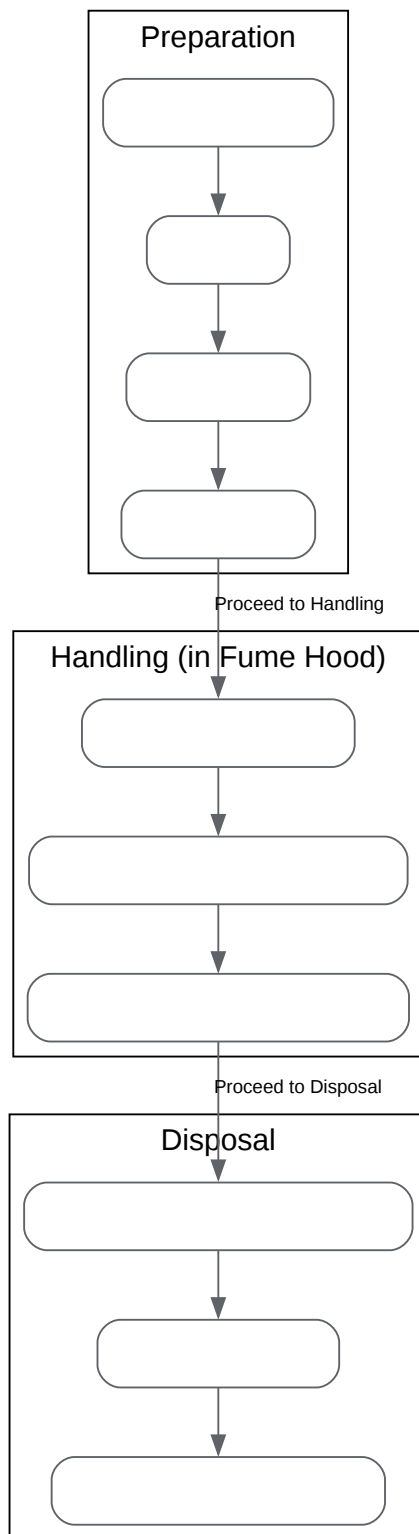 Preparation
Proceed to Handling
Handling (in Fume Hood)
Proceed to Disposal
Disposal